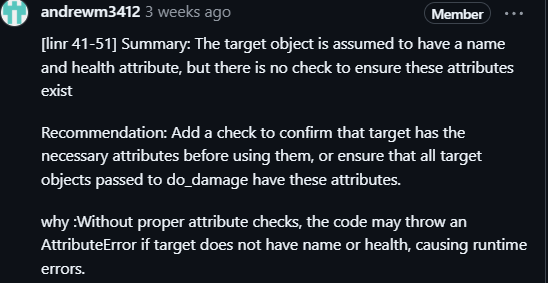 andrewm3412 3 weeks ago Member ...
[linr 41-51] Summary: The target object is assumed to have a name
and health attribute, but there is no check to ensure these attributes
exist
Recommendation: Add a check to confirm that target has the
necessary attributes before using them, or ensure that all target
objects passed to do_damage have these attributes.
why :Without proper attribute checks, the code may throw an
AttributeError if target does not have name or health, causing runtime
errors.